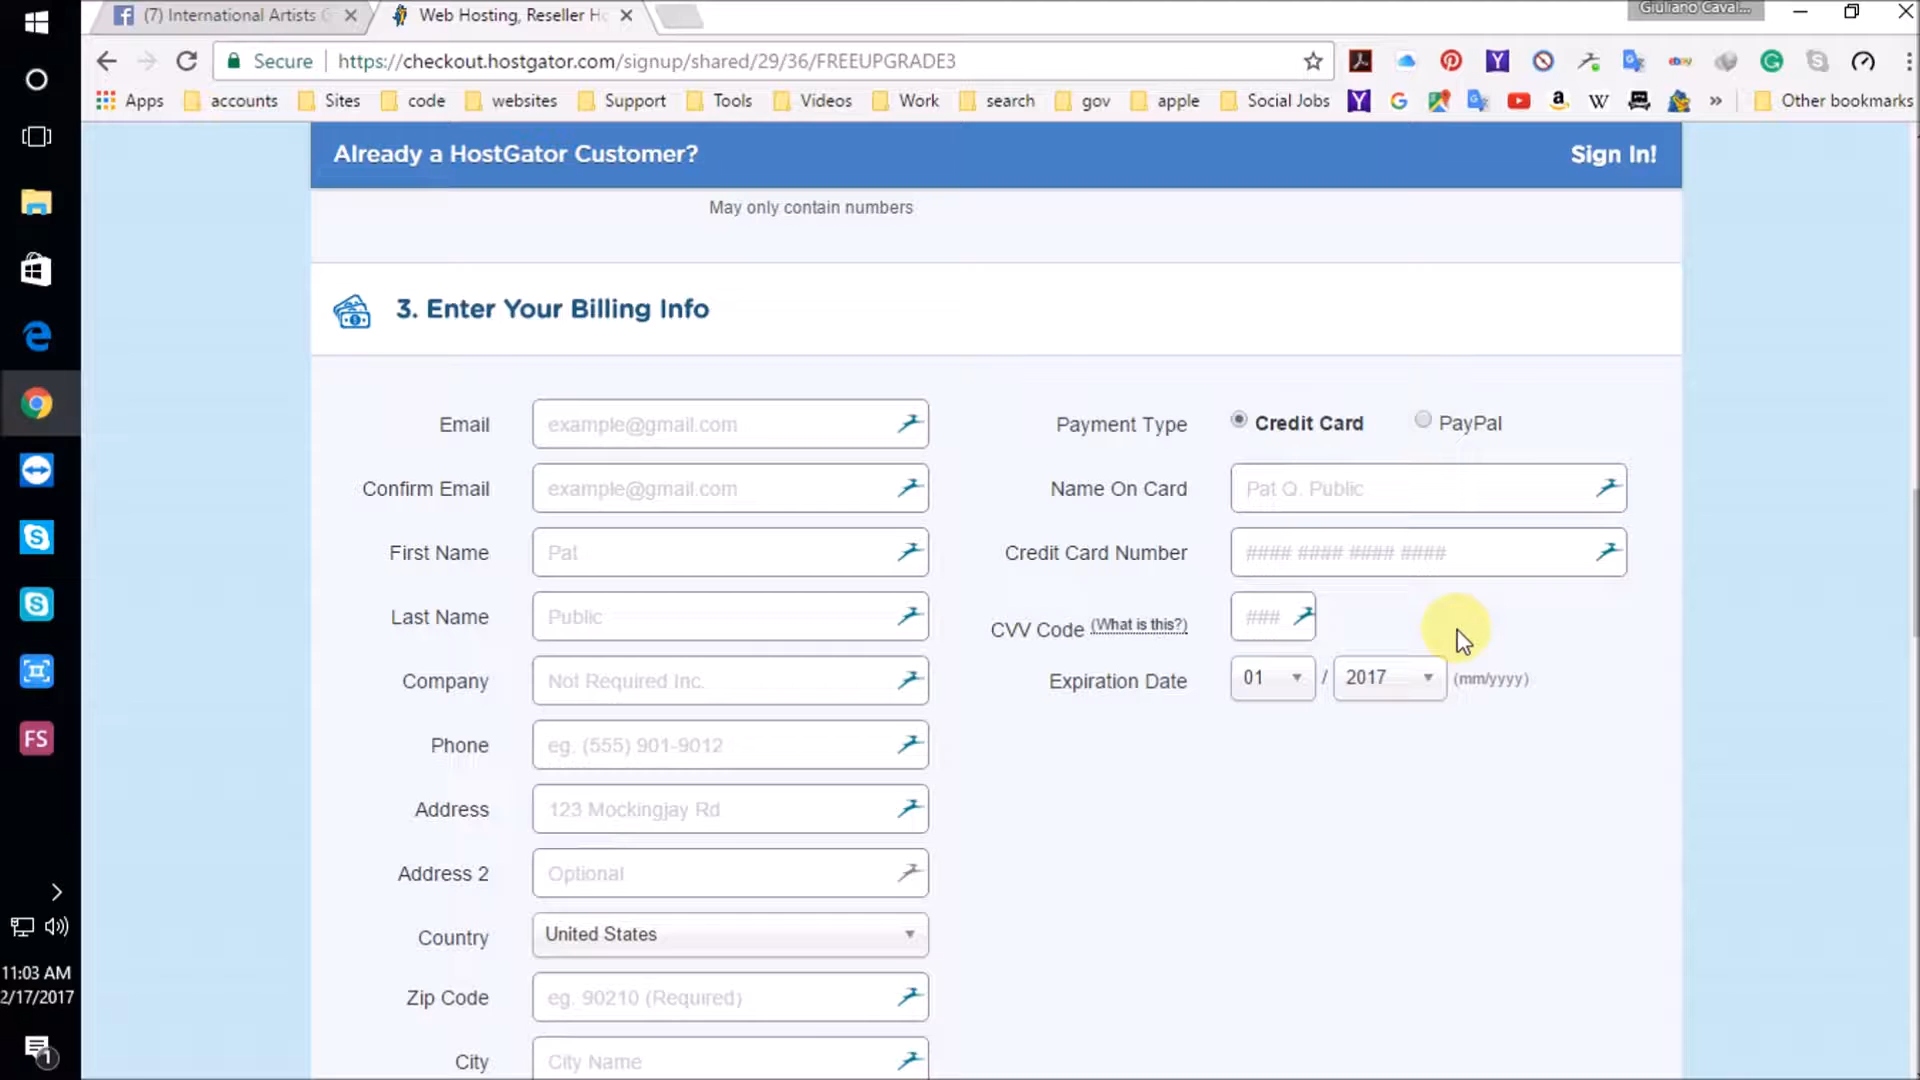 (7) International Artists G
Web Hosting, Reseller Ho
Giuliano Caval...
Secure
https://checkout.hostgator.com/signup/shared/29/36/FREEUPGRADE3
Apps accounts Sites code websites Support Tools Videos Work search gov apple Social Jobs » Other bookmarks
Already a HostGator Customer?
Sign In!
May only contain numbers
3. Enter Your Billing Info
Email example@gmail.com
Confirm Email example@gmail.com
First Name Pat
Last Name Public
Company Not Required Inc.
Phone eg. (555) 901-9012
Address 123 Mockingjay Rd
Address 2 Optional
Country United States
Zip Code eg. 90210 (Required)
City City Name
Payment Type Credit Card PayPal
Name On Card Pat Q. Public
Credit Card Number #### #### #### ####
CVV Code (What is this?) ###
Expiration Date 01 / 2017 (mm/yyyy)
FS
11:03 AM
2/17/2017
1